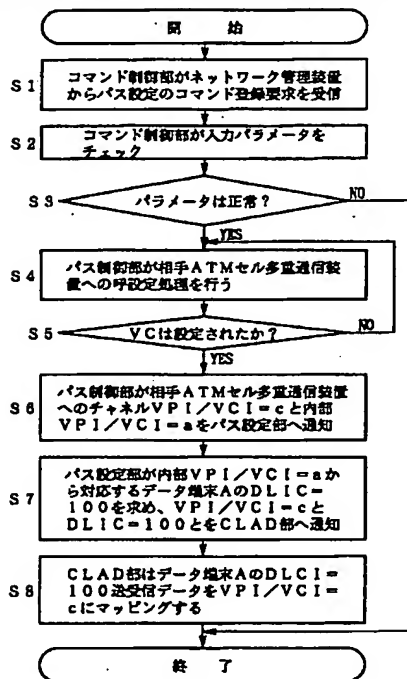 開 始
S1
コマンド制御部がネットワーク管理装置
からパス設定のコマンド登録要求を受信
S2
コマンド制御部が入力パラメータを
チェック
S3
パラメータは正常？
NO
YES
S4
パス制御部が相手ATMセル多重通信装
置への呼設定処理を行う
S5
VCは設定されたか？
NO
YES
S6
パス制御部が相手ATMセル多重通信装置
へのチャネルVPI／VCI＝cと内部
VPI／VCI＝aをパス設定部へ通知
S7
パス設定部が内部VPI／VCI＝aか
ら対応するデータ端末AのDLIC＝
100を求め、VPI／VCI＝cと
DLIC＝100とをCLAD部へ通知
S8
CLAD部はデータ端末AのDLCI＝
100送受信データをVPI／VCI＝
cにマッピングする
終 了